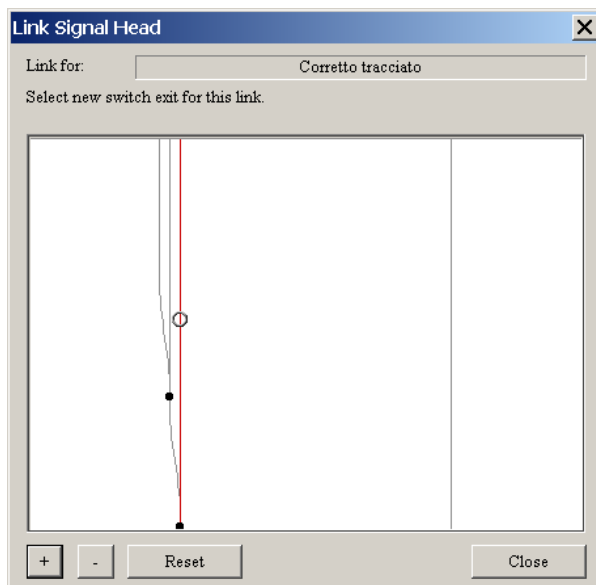 Link Signal Head
Link for: Corretto tracciato
Select new switch exit for this link.
+ - Reset Close